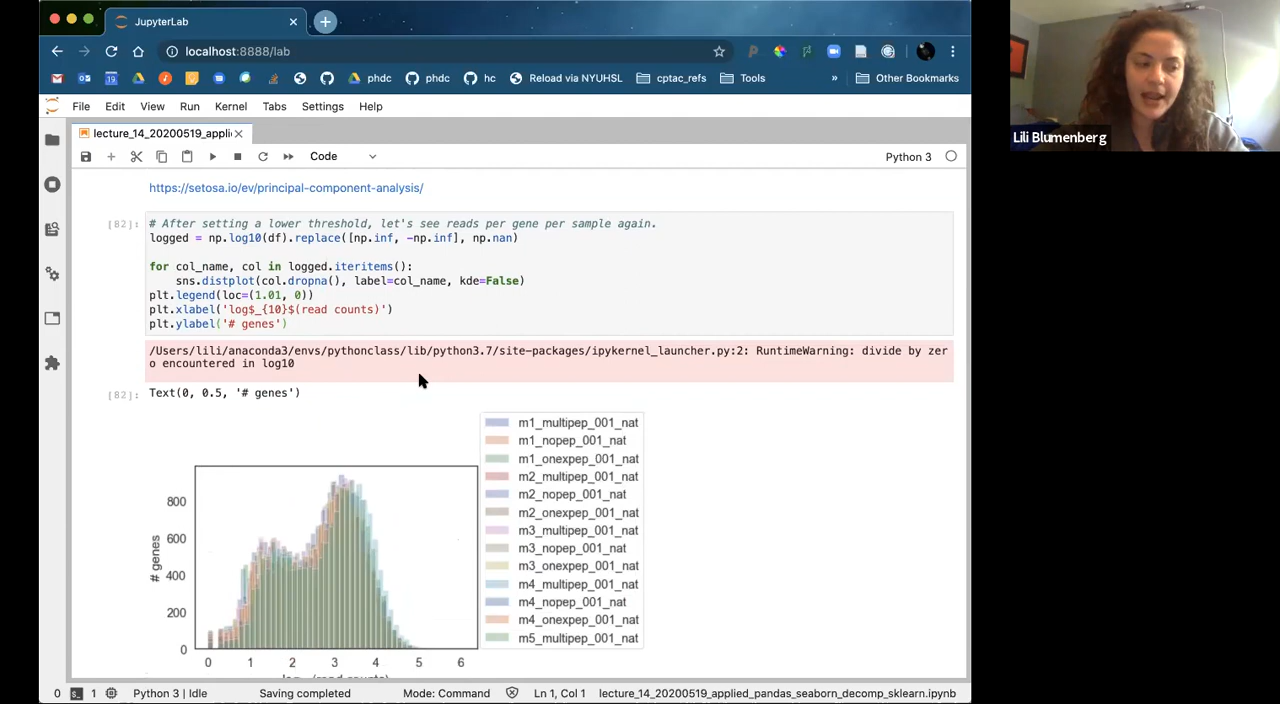 JupyterLab
localhost:8888/lab
phdc
phdc
hc
Reload via NYUHSL
cptac_refs
Tools
»
Other Bookmarks
File Edit View Run Kernel Tabs Settings Help
lecture_14_20200519_appli
Code
Python 3
https://setosa.io/ev/principal-component-analysis/
[82]:
# After setting a lower threshold, let's see reads per gene per sample again.
logged = np.log10(df).replace([np.inf, -np.inf], np.nan)
for col_name, col in logged.iteritems():
    sns.distplot(col.dropna(), label=col_name, kde=False)
plt.legend(loc=(1.01, 0))
plt.xlabel('log$_{10}$(read counts)')
plt.ylabel('# genes')
/Users/lili/anaconda3/envs/pythonclass/lib/python3.7/site-packages/ipykernel_launcher.py:2: RuntimeWarning: divide by zer
o encountered in log10
[82]:
Text(0, 0.5, '# genes')
m1_multipep_001_nat
m1_nopep_001_nat
m1_onexpep_001_nat
m2_multipep_001_nat
m2_nopep_001_nat
m2_onexpep_001_nat
m3_multipep_001_nat
m3_nopep_001_nat
m3_onexpep_001_nat
m4_multipep_001_nat
m4_nopep_001_nat
m4_onexpep_001_nat
m5_multipep_001_nat
# genes
800
600
400
200
0
0 1 2 3 4 5 6
0
1
Python 3 | Idle
Saving completed
Mode: Command
Ln 1, Col 1
lecture_14_20200519_applied_pandas_seaborn_decomp_sklearn.ipynb
Lili Blumenberg